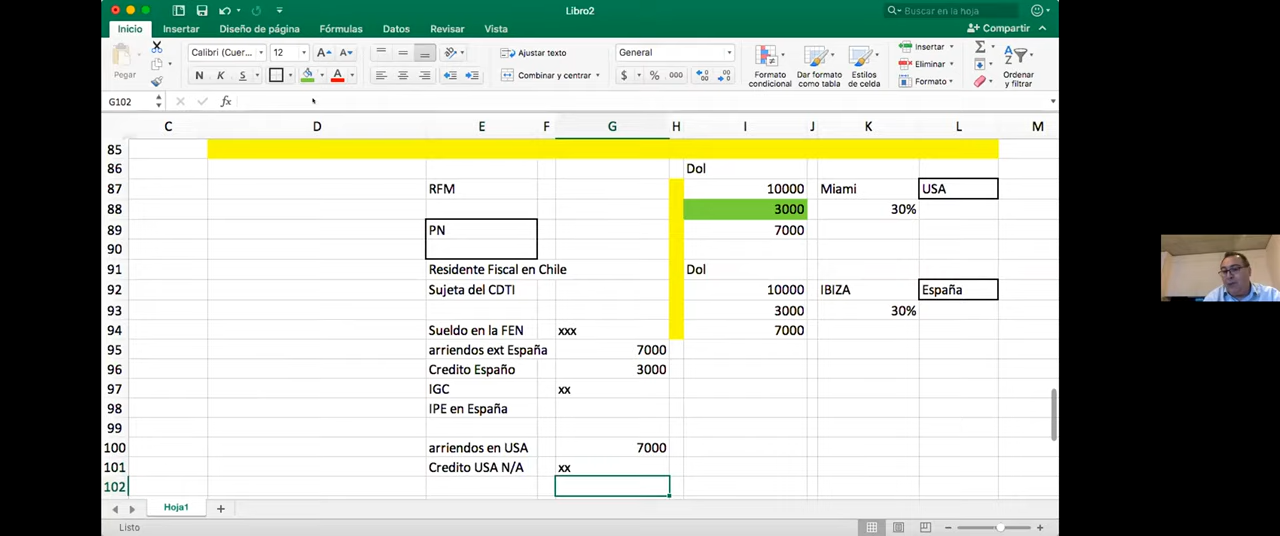 Libro2
Buscar en la hoja
Inicio Insertar Diseño de página Fórmulas Datos Revisar Vista Compartir
Pegar Calibri (Cuer... 12 A A Ajustar texto General Formato condicional Dar formato como tabla Estilos de celda Insertar Ordenar y filtrar
N K S A Combinar y centrar $ % 000 Eliminar
Formato
G102 fx
C D E F G H I J K L M
85
86 Dol
87 RFM 10000 Miami USA
88 3000 30%
89 PN 7000
90
91 Residente Fiscal en Chile Dol
92 Sujeta del CDTI 10000 IBIZA España
93 3000 30%
94 Sueldo en la FEN xxx 7000
95 arriendos ext España 7000
96 Credito Españo 3000
97 IGC xx
98 IPE en España
99
100 arriendos en USA 7000
101 Credito USA N/A xx
102
Hoja1
Listo